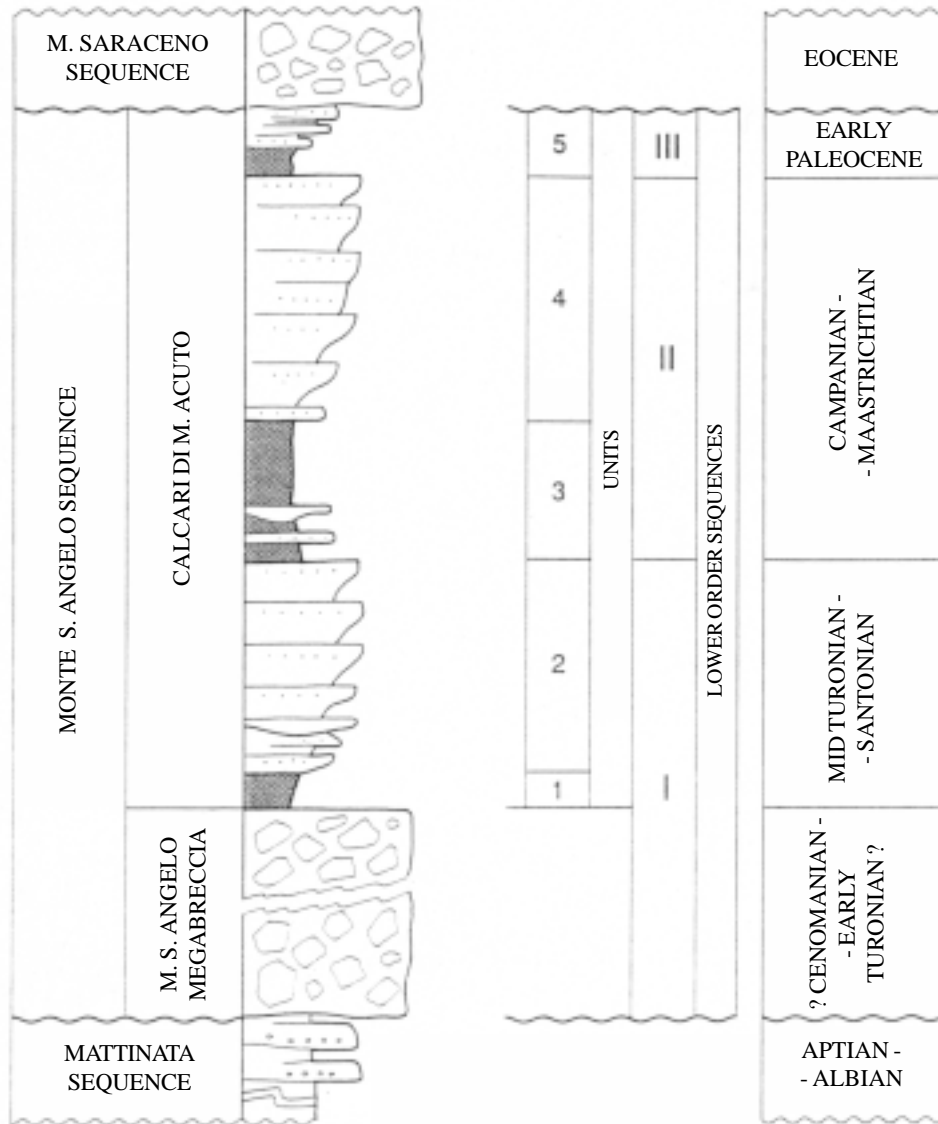 M. SARACENO
SEQUENCE
MONTE S. ANGELO SEQUENCE
CALCARI DI M. ACUTO
M. S. ANGELO
MEGABRECCIA
MATTINATA
SEQUENCE
5
4
3
2
1
UNITS
III
II
I
LOWER ORDER SEQUENCES
EOCENE
EARLY
PALEOCENE
CAMPANIAN -
- MAASTRICHTIAN
MID TURONIAN -
- SANTONIAN
? CENOMANIAN -
- EARLY
TURONIAN ?
APTIAN -
- ALBIAN